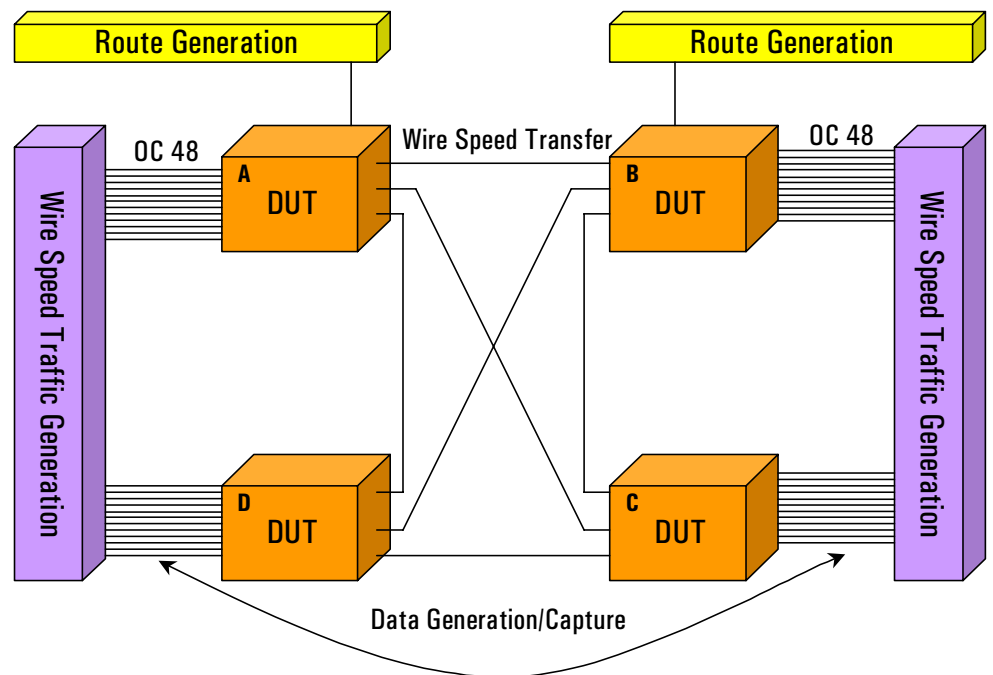 Route Generation
Route Generation
OC 48
Wire Speed Transfer
OC 48
A
DUT
B
DUT
Wire Speed Traffic Generation
Wire Speed Traffic Generation
D
DUT
C
DUT
Data Generation/Capture